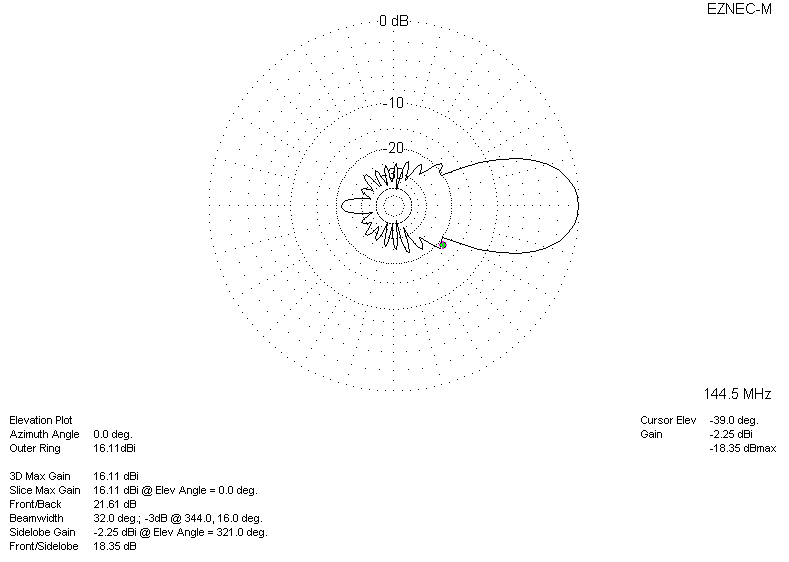 EZNEC-M
0 dB
-10
-20
-30
144.5 MHz
Elevation Plot
Azimuth Angle 0.0 deg.
Outer Ring 16.11dBi
Cursor Elev -39.0 deg.
Gain -2.25 dBi
-18.35 dBmax
3D Max Gain 16.11 dBi
Slice Max Gain 16.11 dBi @ Elev Angle = 0.0 deg.
Front/Back 21.61 dB
Beamwidth 32.0 deg.; -3dB @ 344.0, 16.0 deg.
Sidelobe Gain -2.25 dBi @ Elev Angle = 321.0 deg.
Front/Sidelobe 18.35 dB